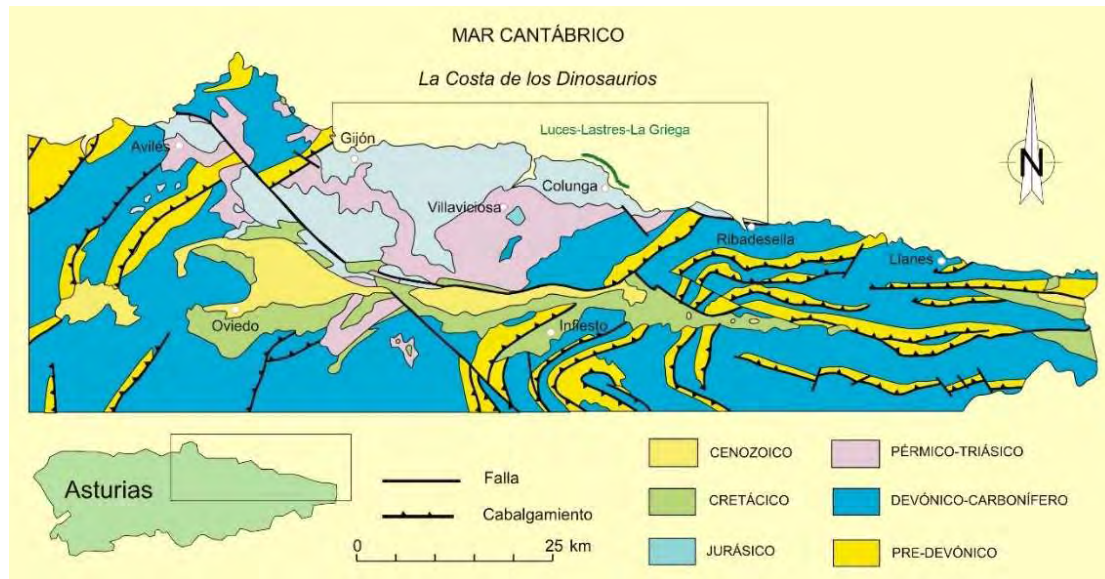 MAR CANTÁBRICO
La Costa de los Dinosaurios
Luces-Lastres-La Griega
Avilés
Gijón
Colunga
Villaviciosa
Ribadesella
Llanes
Oviedo
Infiesto
N
Asturias
Falla
Cabalgamiento
0 25 km
CENOZOICO
CRETÁCICO
JURÁSICO
PÉRMICO-TRIÁSICO
DEVÓNICO-CARBONÍFERO
PRE-DEVÓNICO